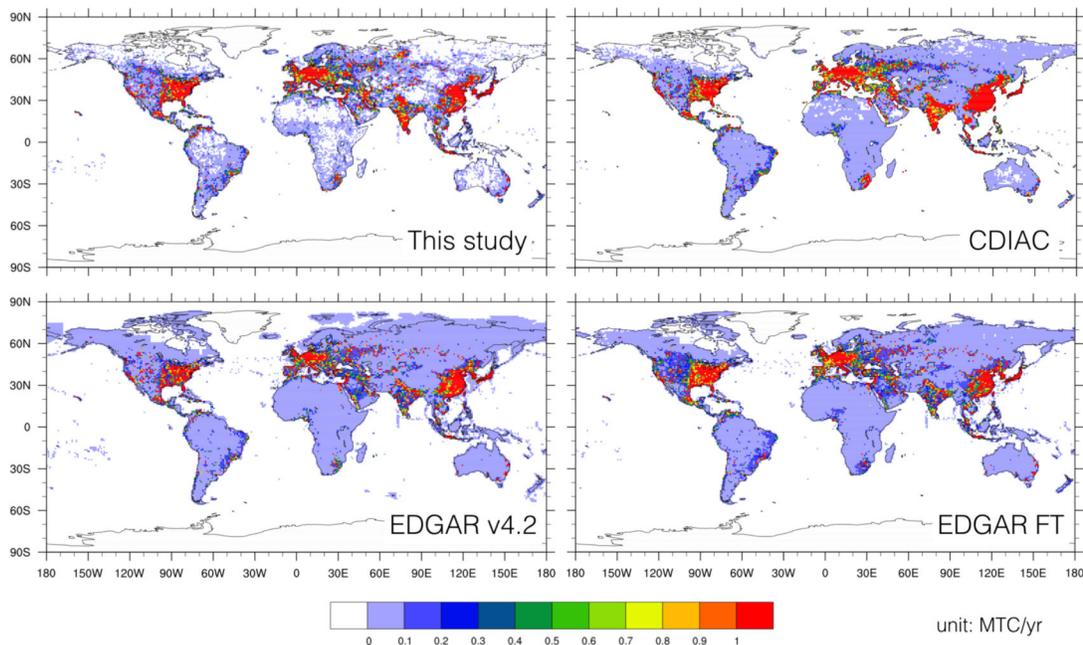 90N
60N
30N
0
30S
60S
90S
This study
CDIAC
90N
60N
30N
0
30S
60S
90S
EDGAR v4.2
EDGAR FT
180 150W 120W 90W 60W 30W 0 30E 60E 90E 120E 150E 180
180 150W 120W 90W 60W 30W 0 30E 60E 90E 120E 150E 180
0 0.1 0.2 0.3 0.4 0.5 0.6 0.7 0.8 0.9 1
unit: MTC/yr